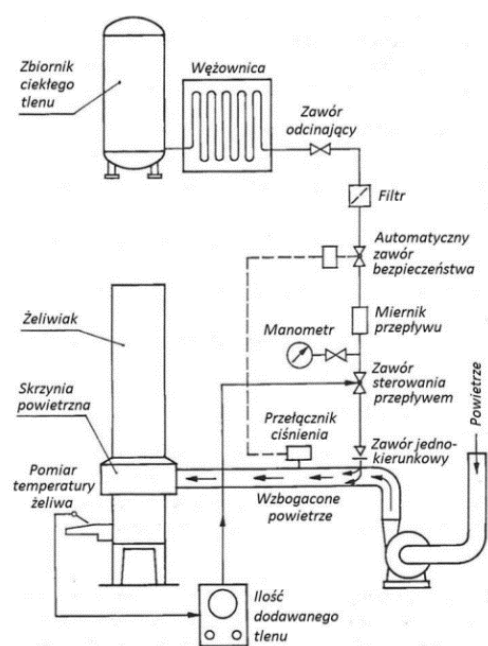 Zbiornik
ciekłego
tlenu
Wężownica
Zawór
odcinający
Filtr
Automatyczny
zawór
bezpieczeństwa
Żeliwiak
Miernik
przepływu
Manometr
Zawór
sterowania
przepływem
Powietrze
Skrzynia
powietrzna
Przełącznik
ciśnienia
Zawór jedno-
kierunkowy
Pomiar
temperatury
żeliwa
Wzbogacone
powietrze
Ilość
dodawanego
tlenu